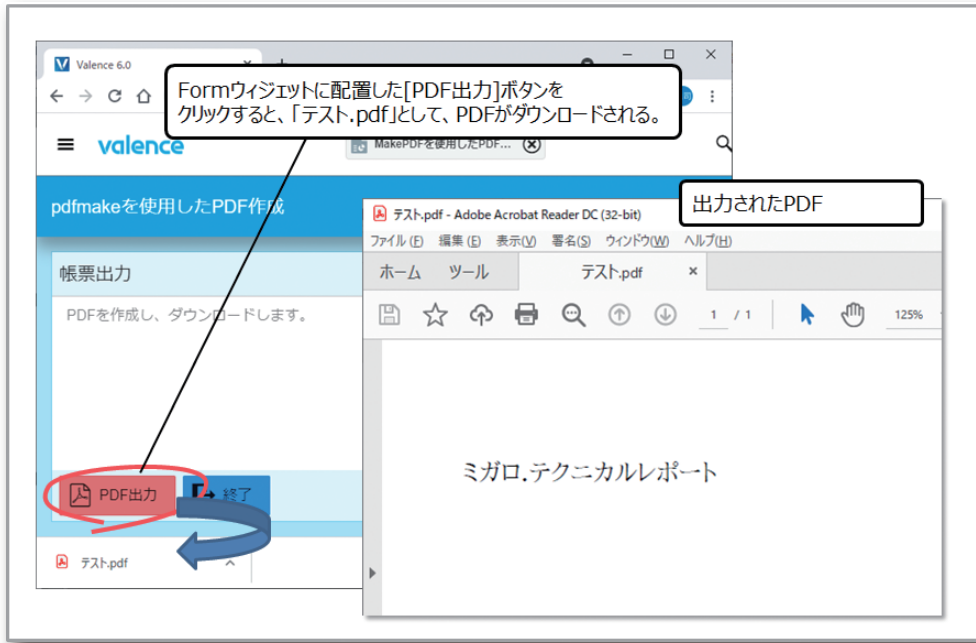 Valence 6.0
Formウィジェットに配置した[PDF出力]ボタンを
クリックすると、「テスト.pdf」として、PDFがダウンロードされる。
valence
MakePDFを使用したPDF...
pdfmakeを使用したPDF作成
出力されたPDF
帳票出力
PDFを作成し、ダウンロードします。
PDF出力
終了
テスト.pdf
テスト.pdf - Adobe Acrobat Reader DC (32-bit)
ファイル(F) 編集(E) 表示(V) 署名(S) ウィンドウ(W) ヘルプ(H)
ホーム ツール テスト.pdf ×
1 / 1 125%
ミガロ.テクニカルレポート